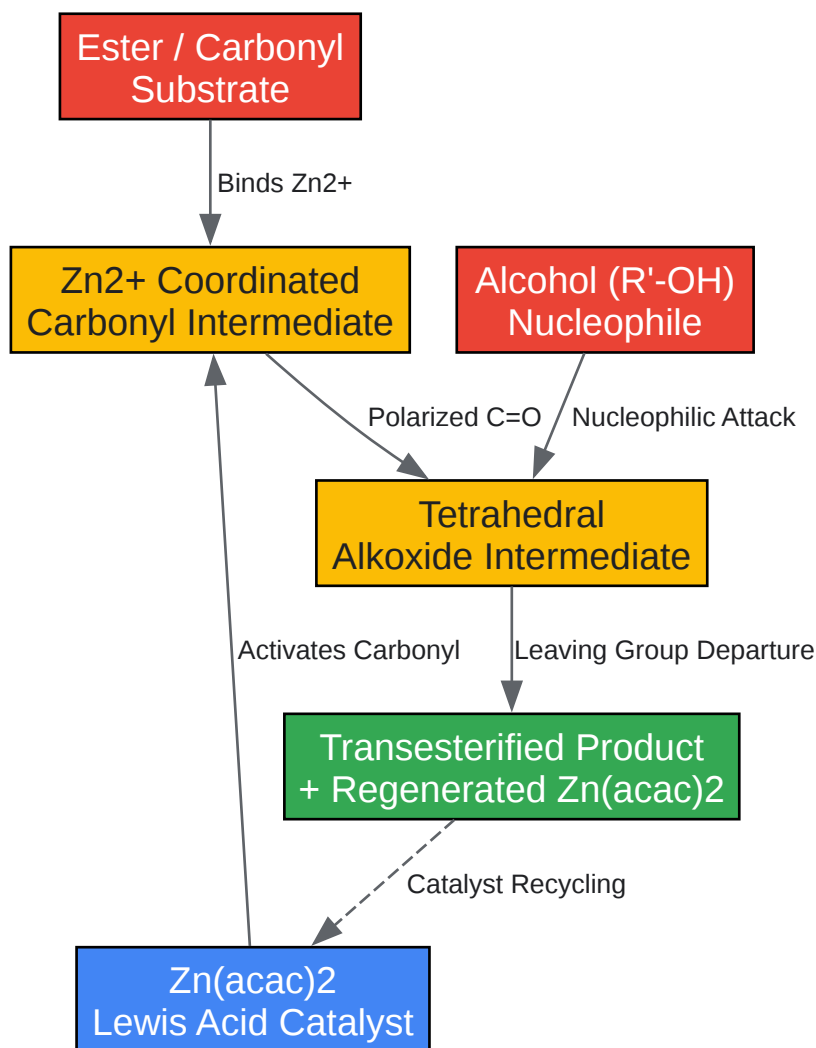 Ester / Carbonyl
Substrate
Binds Zn2+
Zn2+ Coordinated
Carbonyl Intermediate
Alcohol (R'-OH)
Nucleophile
Polarized C=O
Nucleophilic Attack
Tetrahedral
Alkoxide Intermediate
Activates Carbonyl
Leaving Group Departure
Transesterified Product
+ Regenerated Zn(acac)2
Catalyst Recycling
Zn(acac)2
Lewis Acid Catalyst